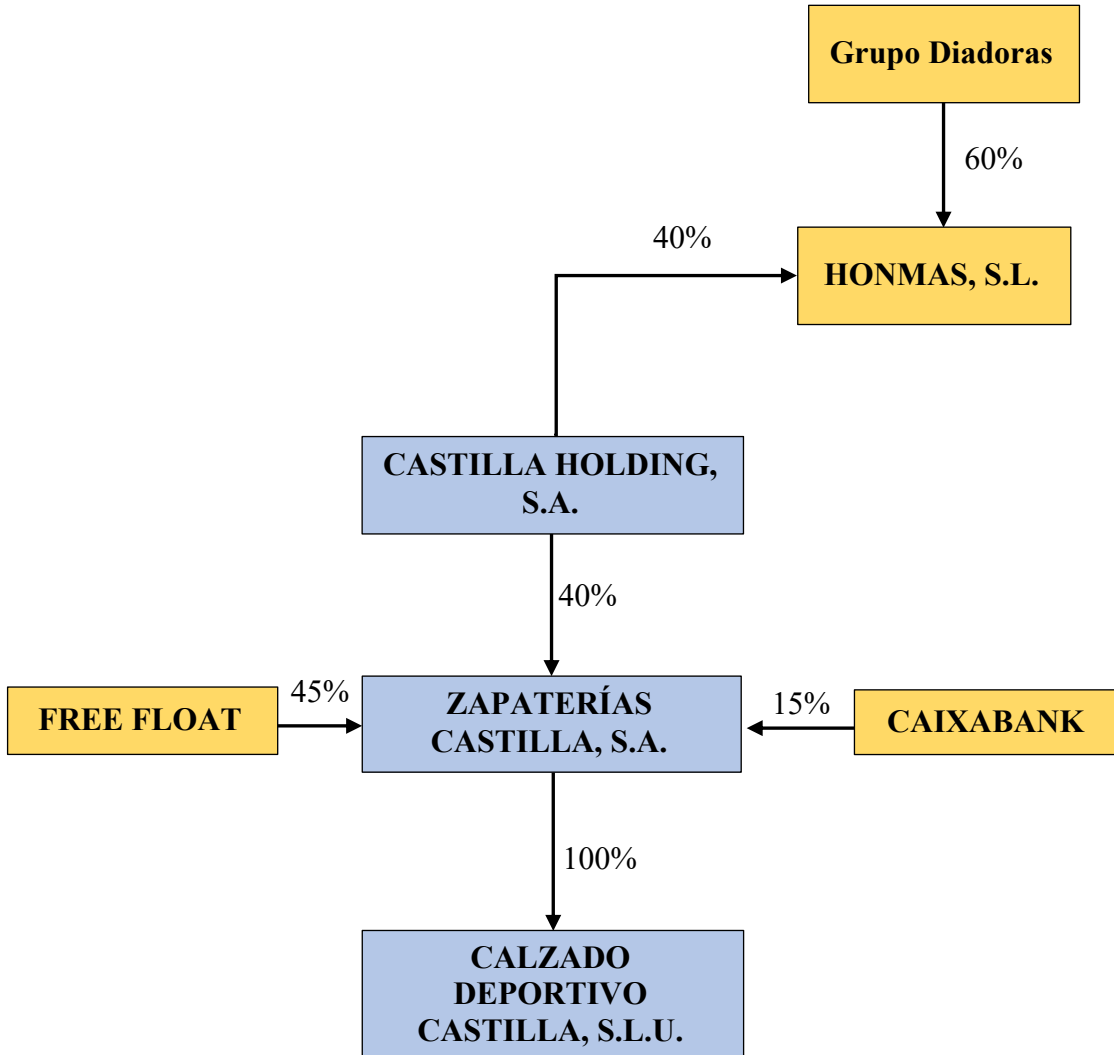 Grupo Diadoras
60%
40%
HONMAS, S.L.
CASTILLA HOLDING,
S.A.
40%
FREE FLOAT
45%
ZAPATERÍAS
CASTILLA, S.A.
15%
CAIXABANK
100%
CALZADO
DEPORTIVO
CASTILLA, S.L.U.